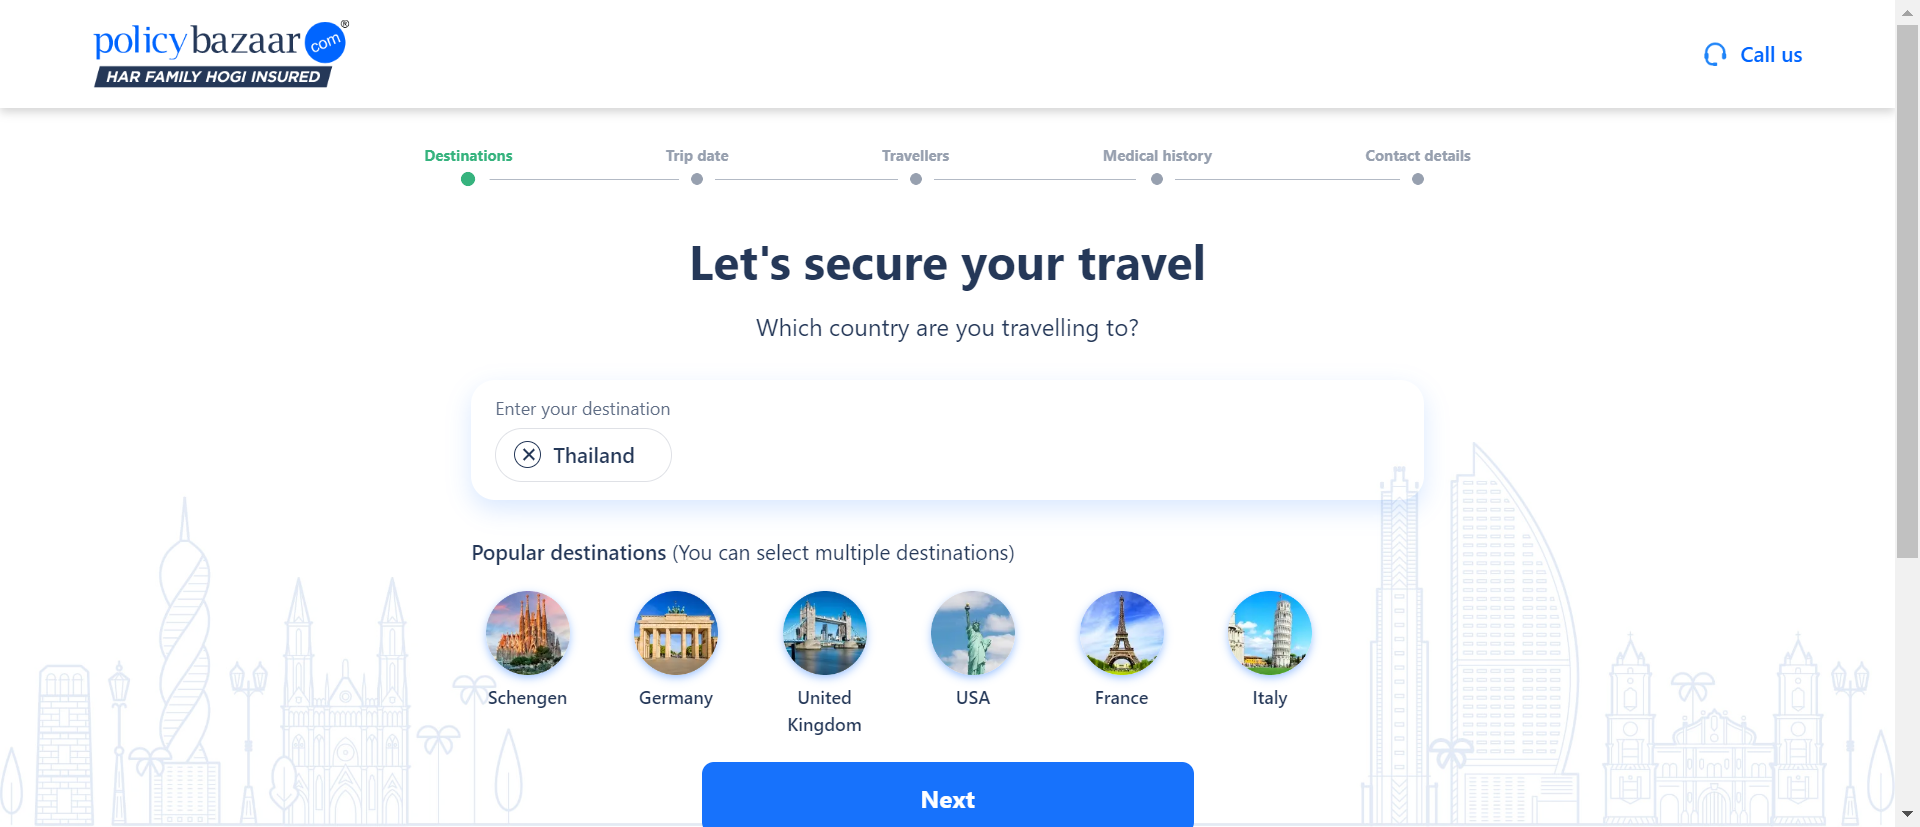 policybazaar com®
HAR FAMILY HOGI INSURED
Call us
Destinations
Trip date
Travellers
Medical history
Contact details
Let's secure your travel
Which country are you travelling to?
Enter your destination
Thailand
Popular destinations (You can select multiple destinations)
Schengen
Germany
United
Kingdom
USA
France
Italy
Next